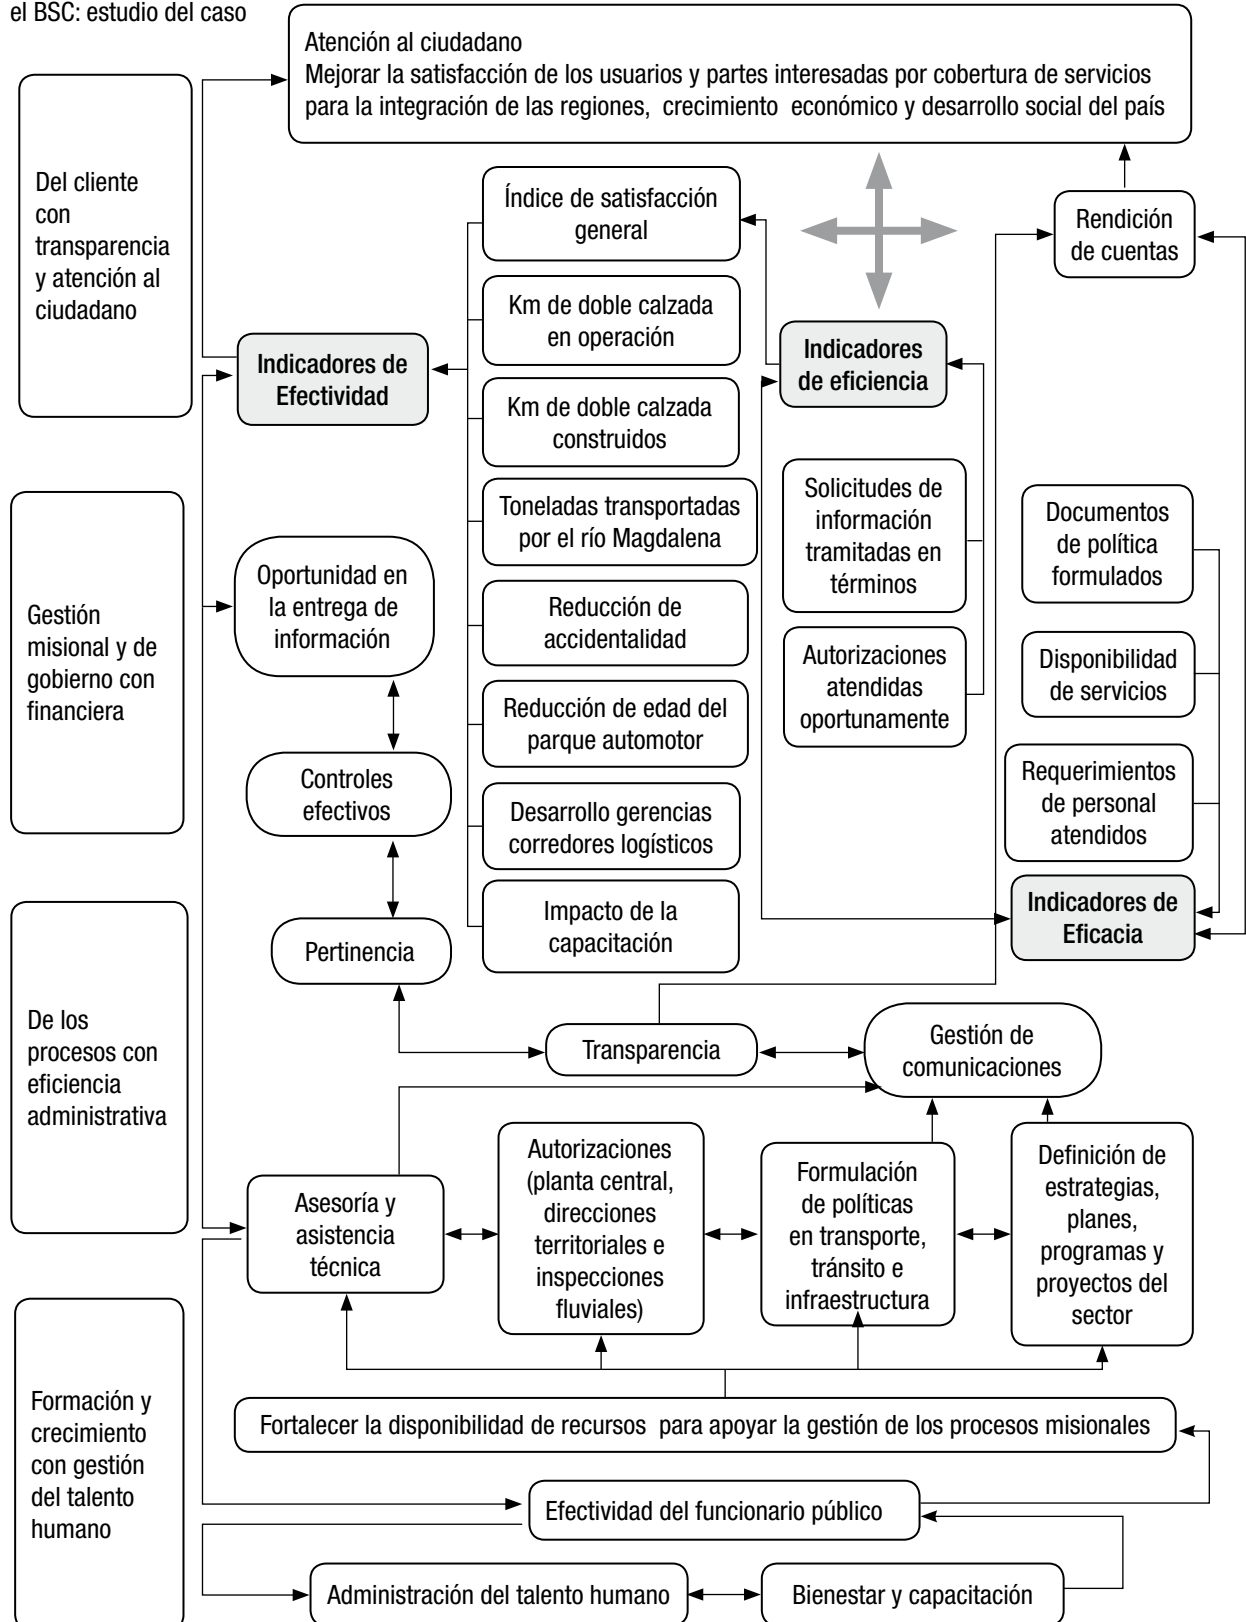 el BSC: estudio del caso
Atención al ciudadano
Mejorar la satisfacción de los usuarios y partes interesadas por cobertura de servicios
para la integración de las regiones, crecimiento económico y desarrollo social del país
Del cliente
con
transparencia
y atención al
ciudadano
Índice de satisfacción
general
Rendición
de cuentas
Km de doble calzada
en operación
Indicadores de
Efectividad
Indicadores
de eficiencia
Km de doble calzada
construidos
Gestión
misional y de
gobierno con
financiera
Toneladas transportadas
por el río Magdalena
Solicitudes de
información
tramitadas en
términos
Documentos
de política
formulados
Oportunidad en
la entrega de
información
Reducción de
accidentalidad
Autorizaciones
atendidas
oportunamente
Disponibilidad
de servicios
Reducción de edad del
parque automotor
Controles
efectivos
Requerimientos
de personal
atendidos
Desarrollo gerencias
corredores logísticos
Indicadores de
Eficacia
Impacto de la
capacitación
Pertinencia
De los
procesos con
eficiencia
administrativa
Transparencia
Gestión de
comunicaciones
Asesoría y
asistencia
técnica
Autorizaciones
(planta central,
direcciones
territoriales e
inspecciones
fluviales)
Formulación
de políticas
en transporte,
tránsito e
infraestructura
Definición de
estrategias,
planes,
programas y
proyectos del
sector
Formación y
crecimiento
con gestión
del talento
humano
Fortalecer la disponibilidad de recursos para apoyar la gestión de los procesos misionales
Efectividad del funcionario público
Administración del talento humano
Bienestar y capacitación